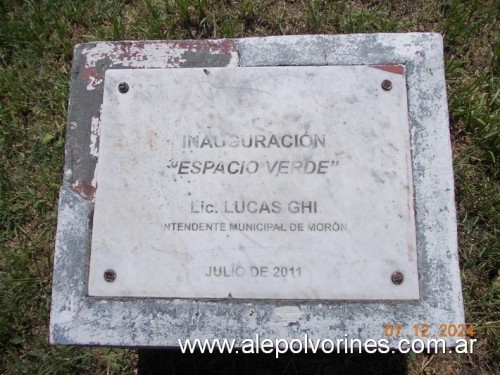 INAUGURACIÓN
"ESPACIO VERDE"
Lic. LUCAS GHI
INTENDENTE MUNICIPAL DE MORÓN
JULIO DE 2011
07 12 2024
www.alepolvorines.com.ar